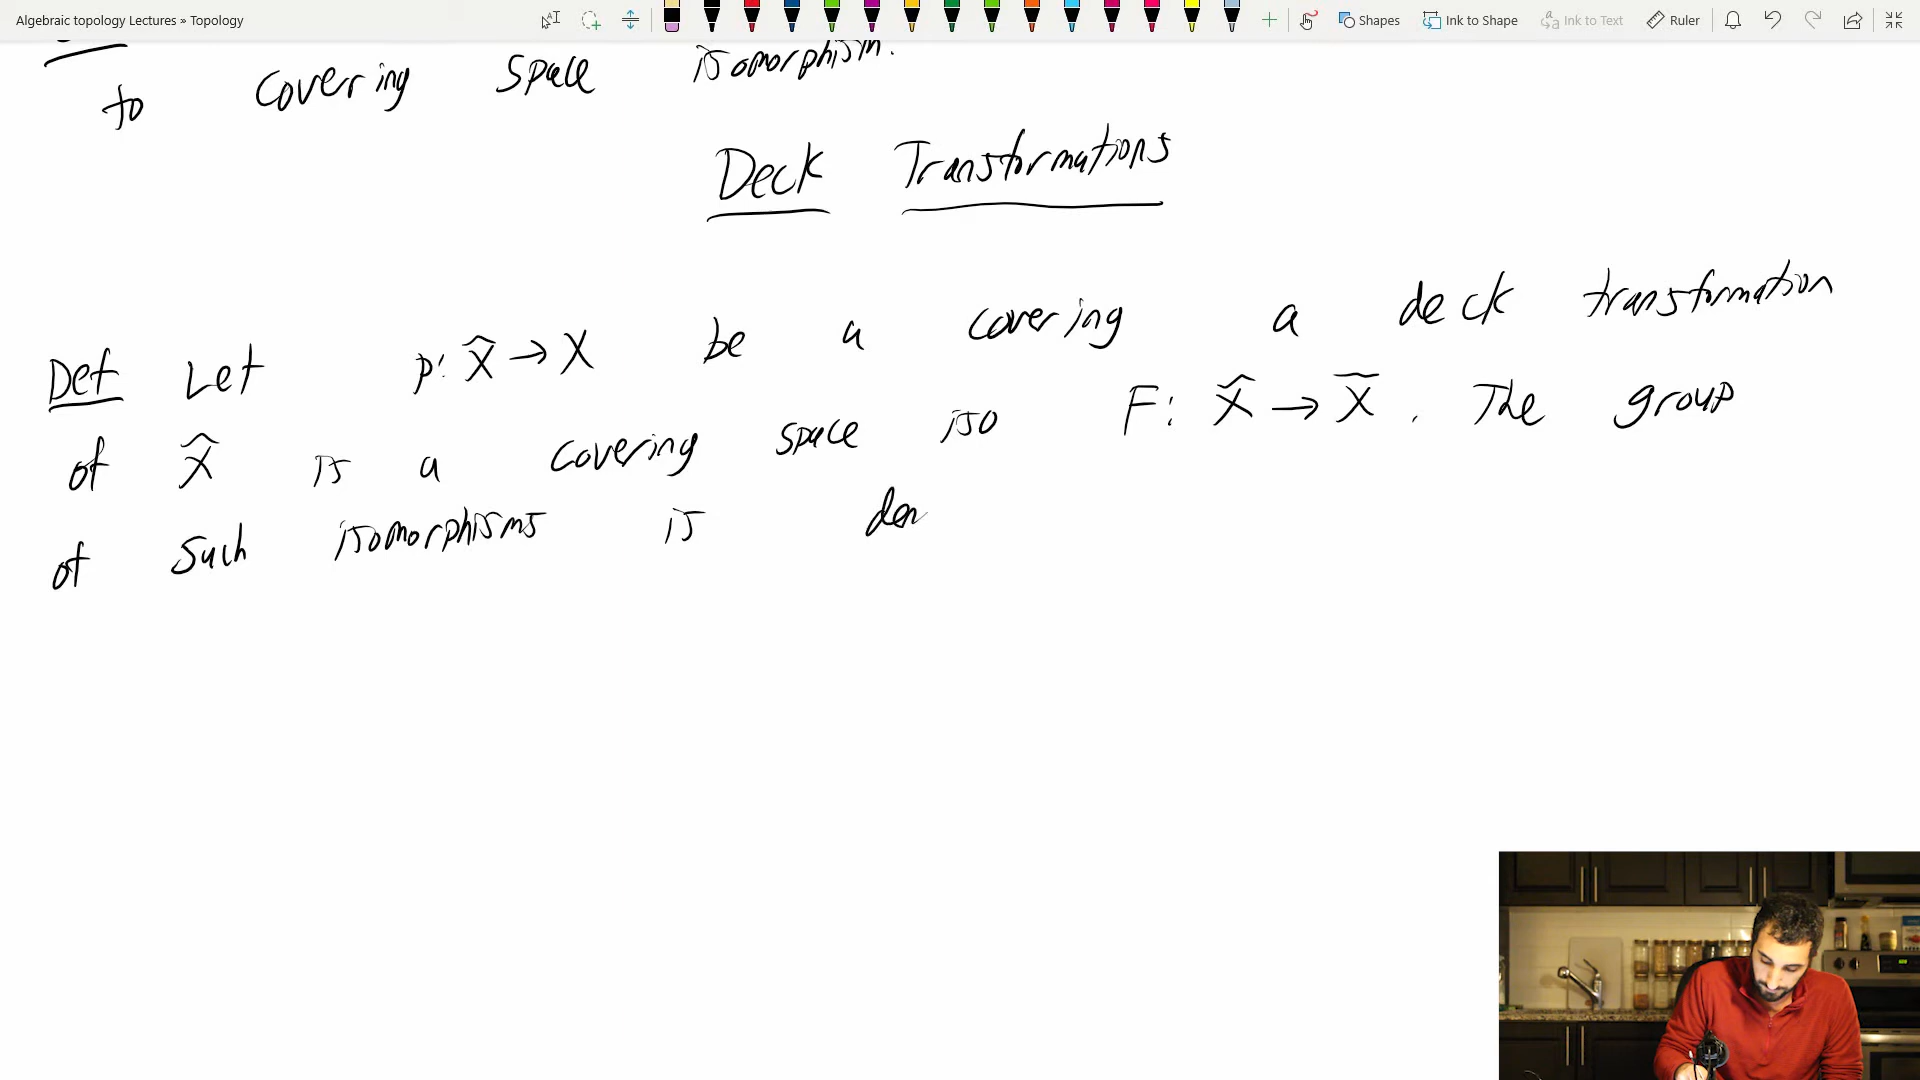 Algebraic topology Lectures » Topology
Shapes
Ink to Shape
Ink to Text
Ruler
to covering space isomorphism.
Deck Transformations
Def Let p: X̃ → X be a covering a deck transformation
of X̃ is a covering space iso F: X̃ → X̃. The group
of such isomorphisms is den